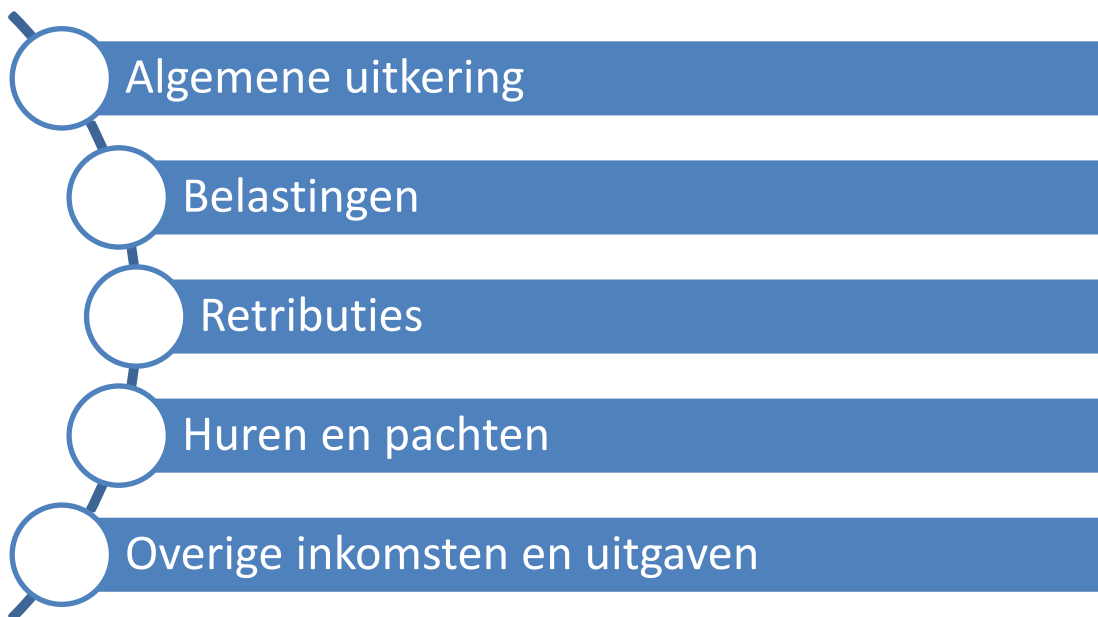 Algemene uitkering
Belastingen
Retributies
Huren en pachten
Overige inkomsten en uitgaven